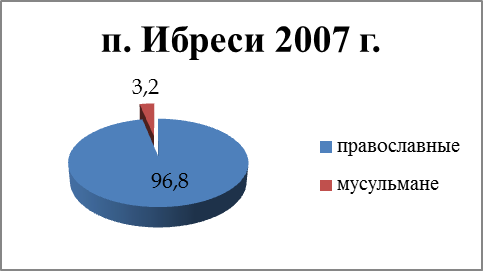 п. Ибреси 2007 г.
3,2
96,8
православные
мусульмане